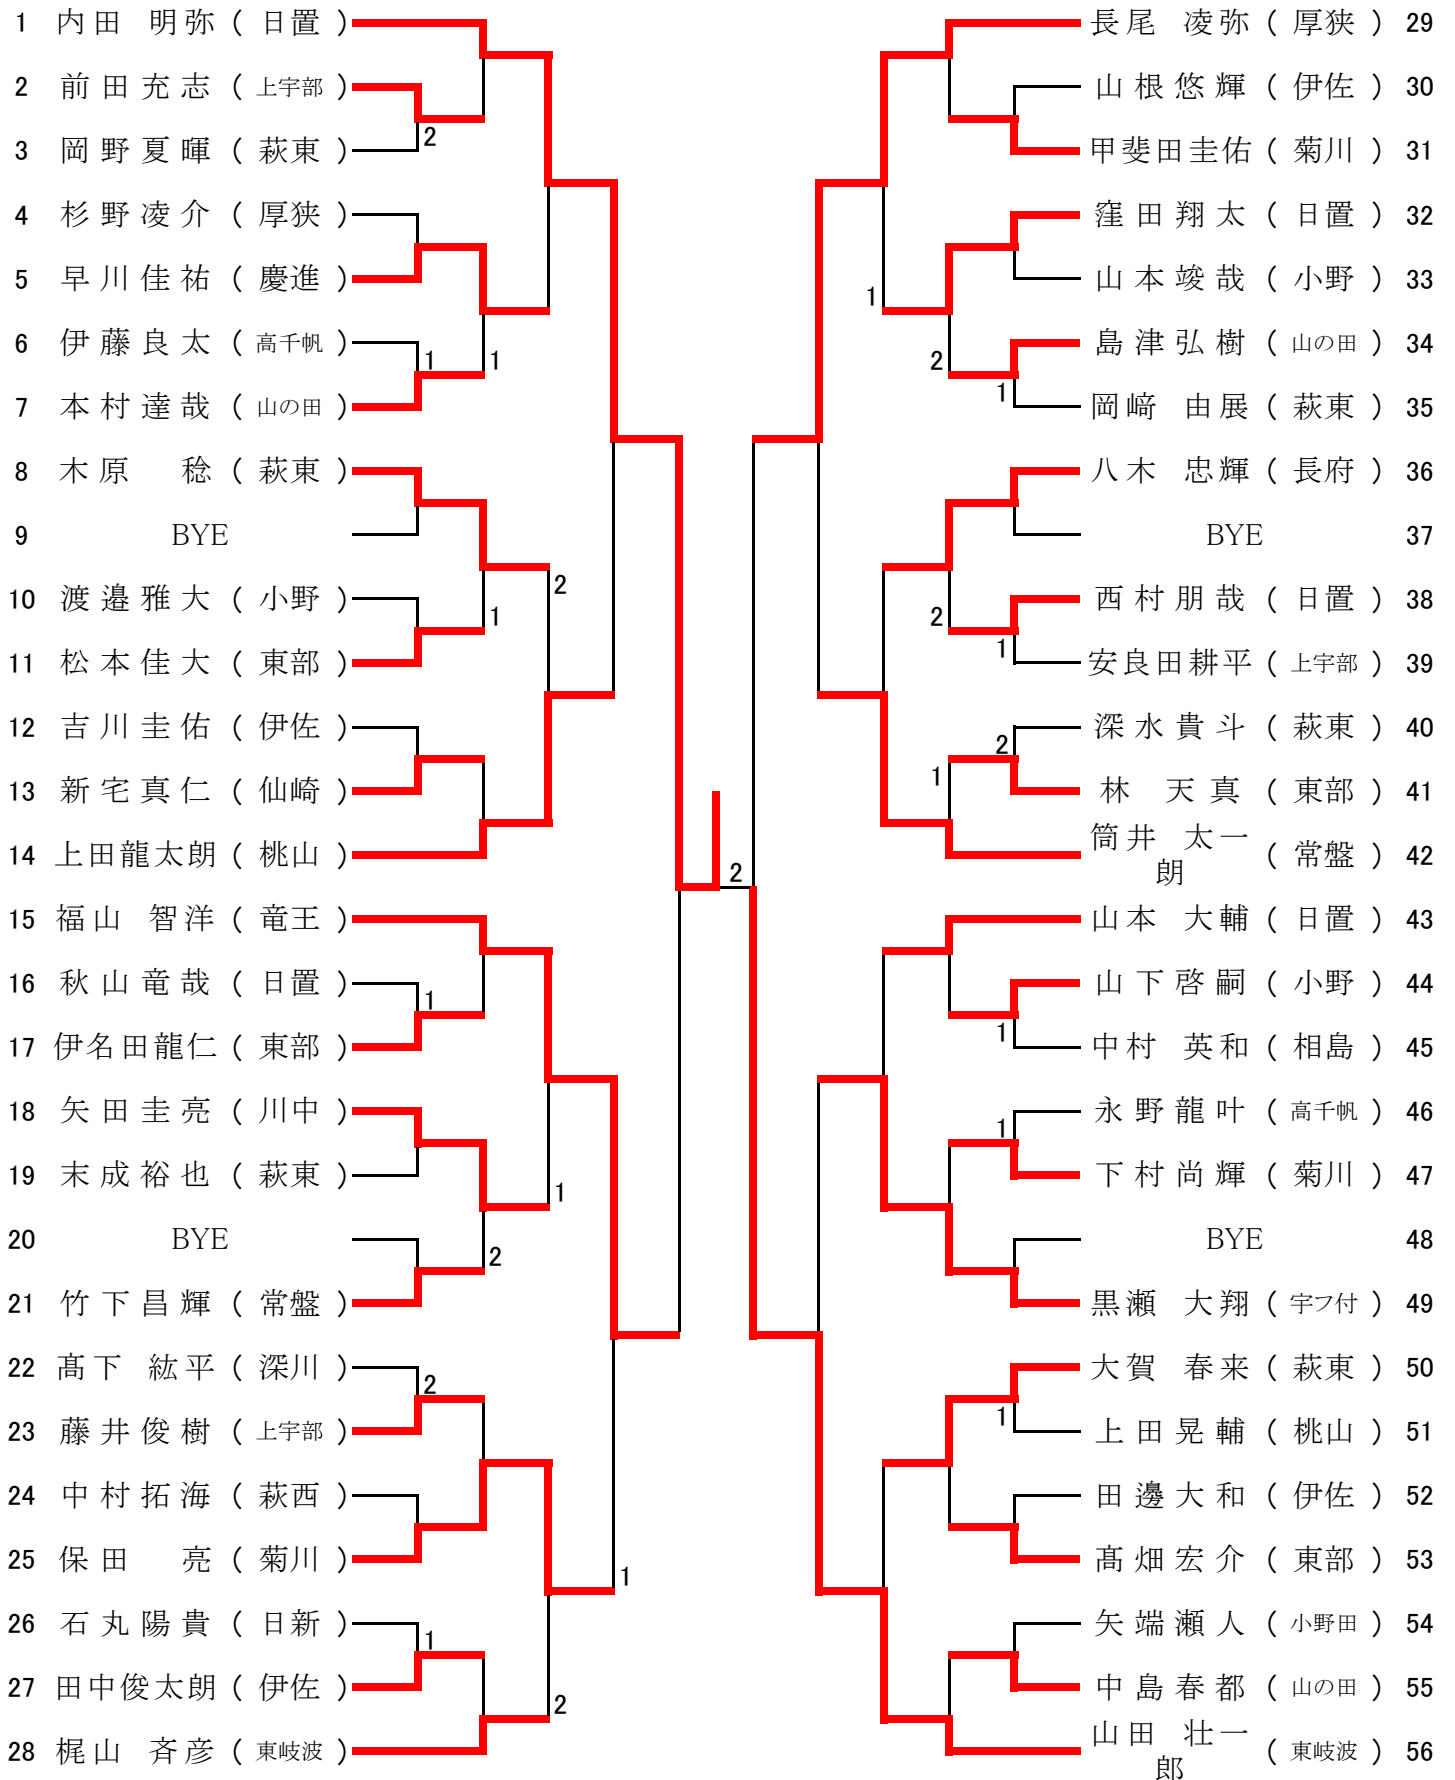 1 内田 明弥 ( 日置 )
2 前田充志 ( 上宇部 )
2
3 岡野夏暉 ( 萩東 )
4 杉野凌介 ( 厚狭 )
5 早川佳祐 ( 慶進 )
6 伊藤良太 ( 高千帆 )
1 1
7 本村達哉 ( 山の田 )
8 木原 稔 ( 萩東 )
9 BYE
2
10 渡邉雅大 ( 小野 )
1
11 松本佳大 ( 東部 )
12 吉川圭佑 ( 伊佐 )
13 新宅真仁 ( 仙崎 )
14 上田龍太朗 ( 桃山 )
2
15 福山 智洋 ( 竜王 )
16 秋山竜哉 ( 日置 )
1
17 伊名田龍仁 ( 東部 )
18 矢田圭亮 ( 川中 )
19 末成裕也 ( 萩東 )
1
20 BYE
2
21 竹下昌輝 ( 常盤 )
22 髙下 紘平 ( 深川 )
2
23 藤井俊樹 ( 上宇部 )
24 中村拓海 ( 萩西 )
25 保田 亮 ( 菊川 )
1
26 石丸陽貴 ( 日新 )
1
27 田中俊太朗 ( 伊佐 )
2
28 梶山 斉彦 ( 東岐波 )
長尾 凌弥 ( 厚狭 ) 29
山根悠輝 ( 伊佐 ) 30
甲斐田圭佑 ( 菊川 ) 31
窪田翔太 ( 日置 ) 32
山本竣哉 ( 小野 ) 33
1
島津弘樹 ( 山の田 ) 34
2
1
岡﨑 由展 ( 萩東 ) 35
八木 忠輝 ( 長府 ) 36
BYE 37
西村朋哉 ( 日置 ) 38
2
1
安良田耕平 ( 上宇部 ) 39
深水貴斗 ( 萩東 ) 40
2
1
林 天真 ( 東部 ) 41
筒井 太一
朗
( 常盤 ) 42
山本 大輔 ( 日置 ) 43
山下啓嗣 ( 小野 ) 44
1
中村 英和 ( 相島 ) 45
永野龍叶 ( 高千帆 ) 46
1
下村尚輝 ( 菊川 ) 47
BYE 48
黒瀬 大翔 ( 宇フ付 ) 49
大賀 春来 ( 萩東 ) 50
1
上田晃輔 ( 桃山 ) 51
田邊大和 ( 伊佐 ) 52
髙畑宏介 ( 東部 ) 53
矢端瀬人 ( 小野田 ) 54
中島春都 ( 山の田 ) 55
山田 壮一
郎
( 東岐波 ) 56